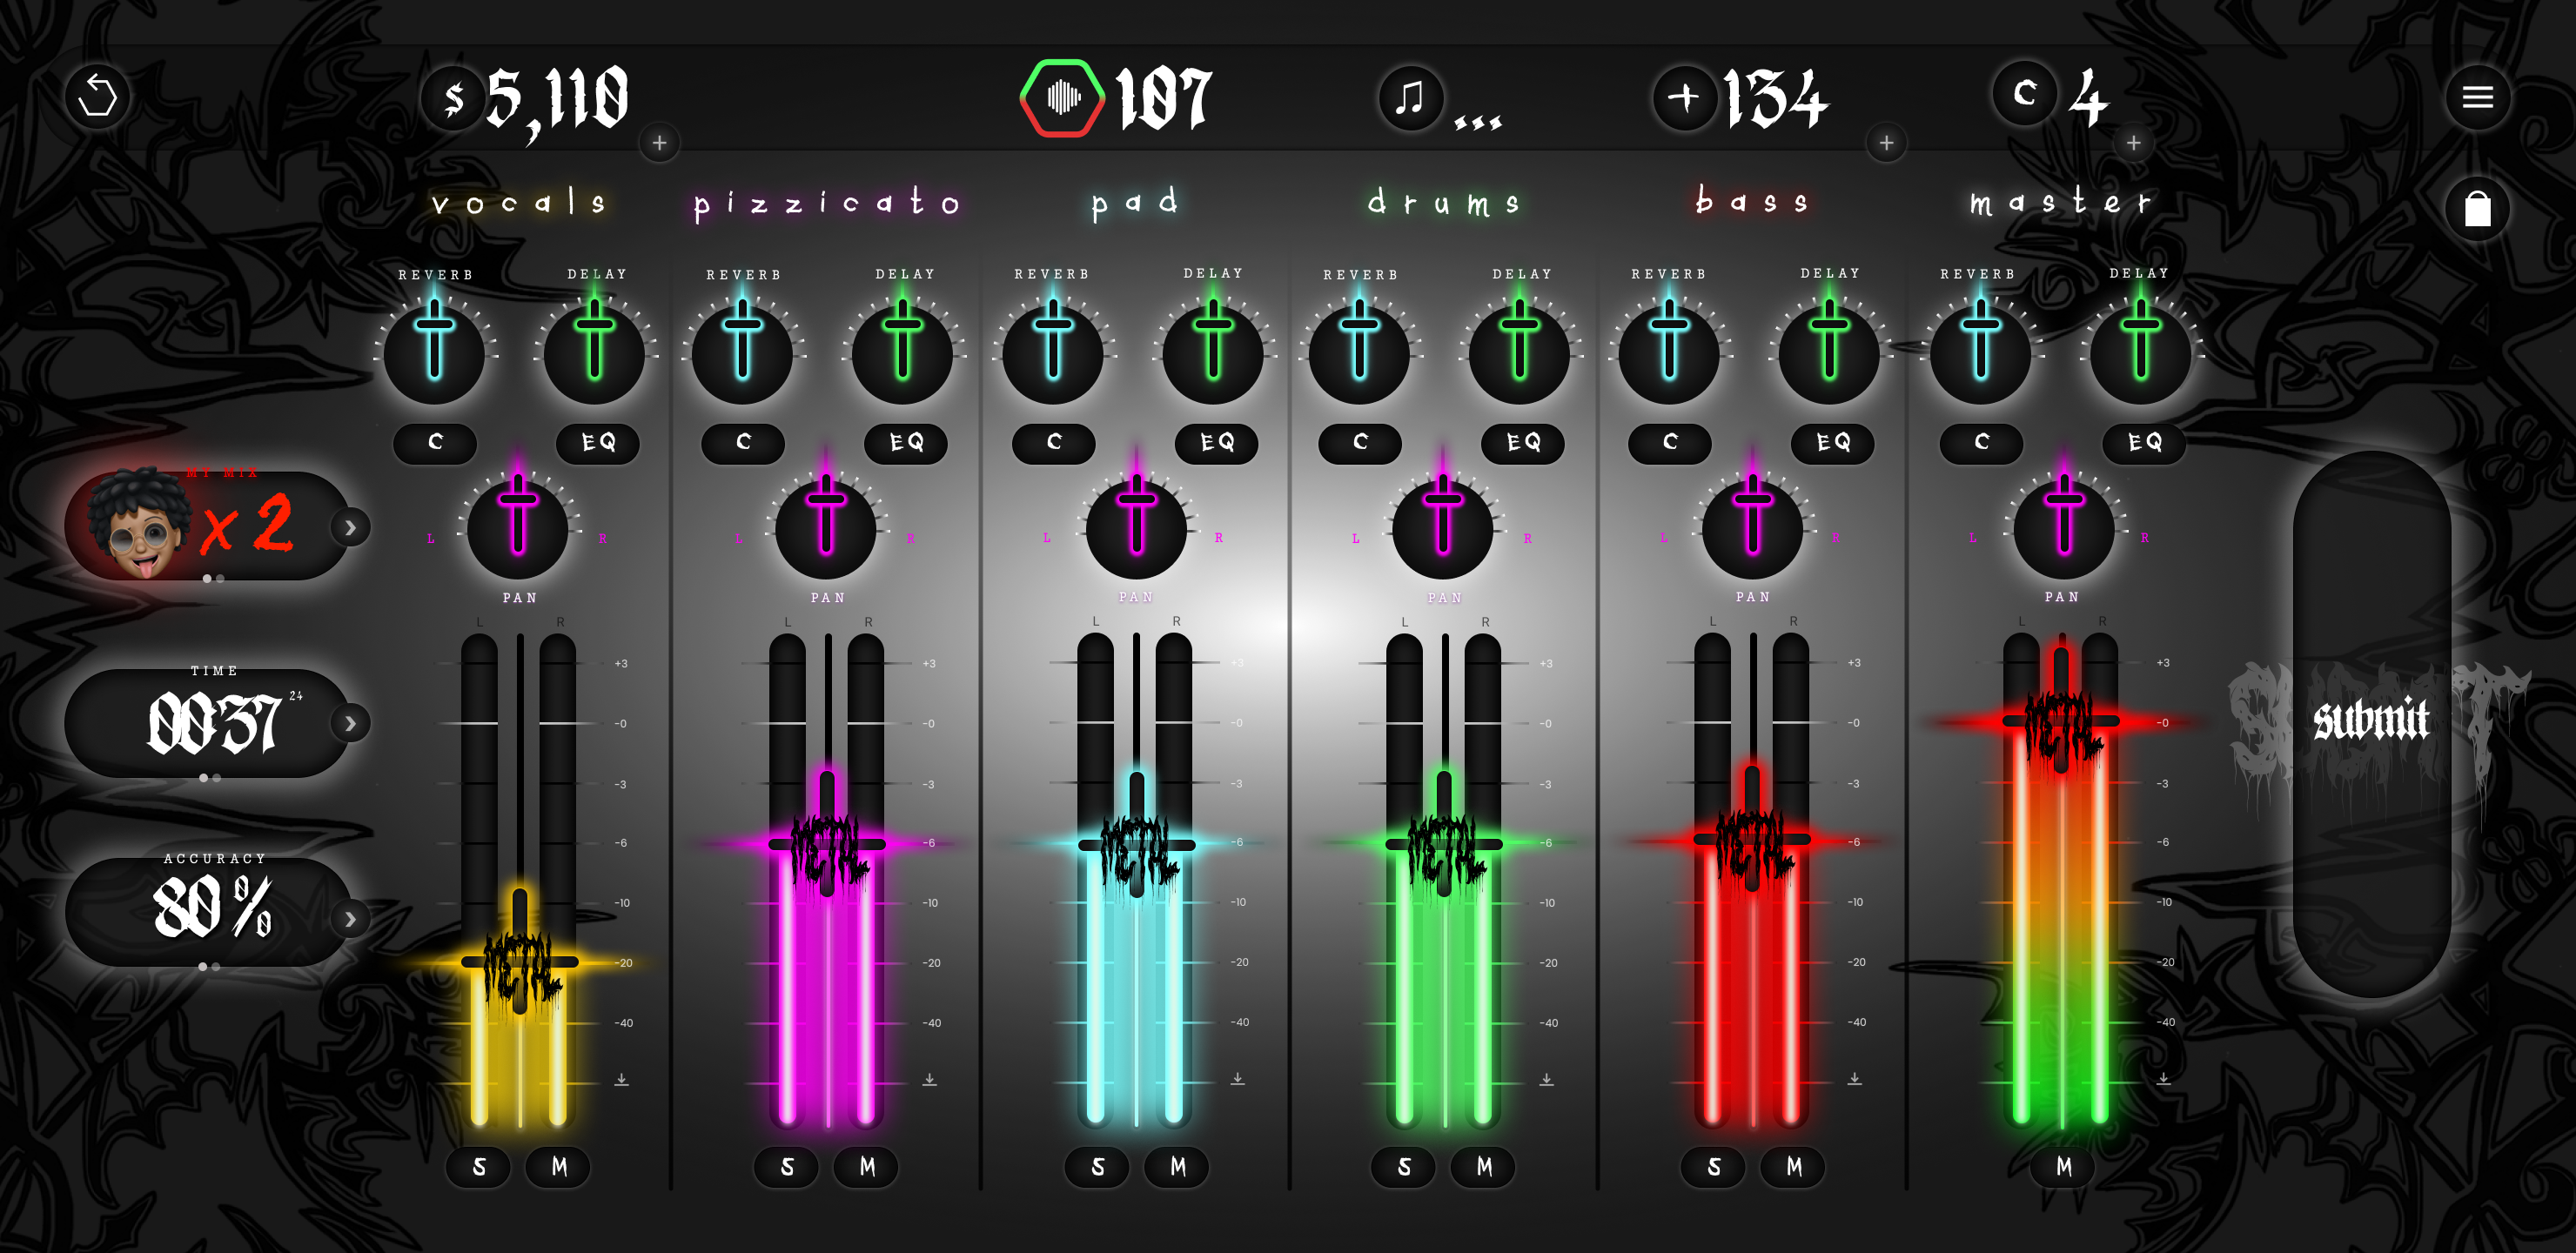 $ 5,110
107
...
+ 134
C 4
vocals
pizzicato
pad
drums
bass
master
REVERB DELAY REVERB DELAY REVERB DELAY REVERB DELAY REVERB DELAY REVERB DELAY
C EQ C EQ C EQ C EQ C EQ C EQ
L R L R L R L R L R L R
PAN PAN PAN PAN PAN PAN
MY MIX
x 2
TIME
00:37 24
ACCURACY
80%
L R L R L R L R L R L R
+3 +3 +3 +3 +3 +3
-0 -0 -0 -0 -0 -0
-3 -3 -3 -3 -3 -3
-6 -6 -6 -6 -6 -6
-10 -10 -10 -10 -10 -10
-20 -20 -20 -20 -20 -20
-40 -40 -40 -40 -40 -40
S M S M S M S M S M M
submit